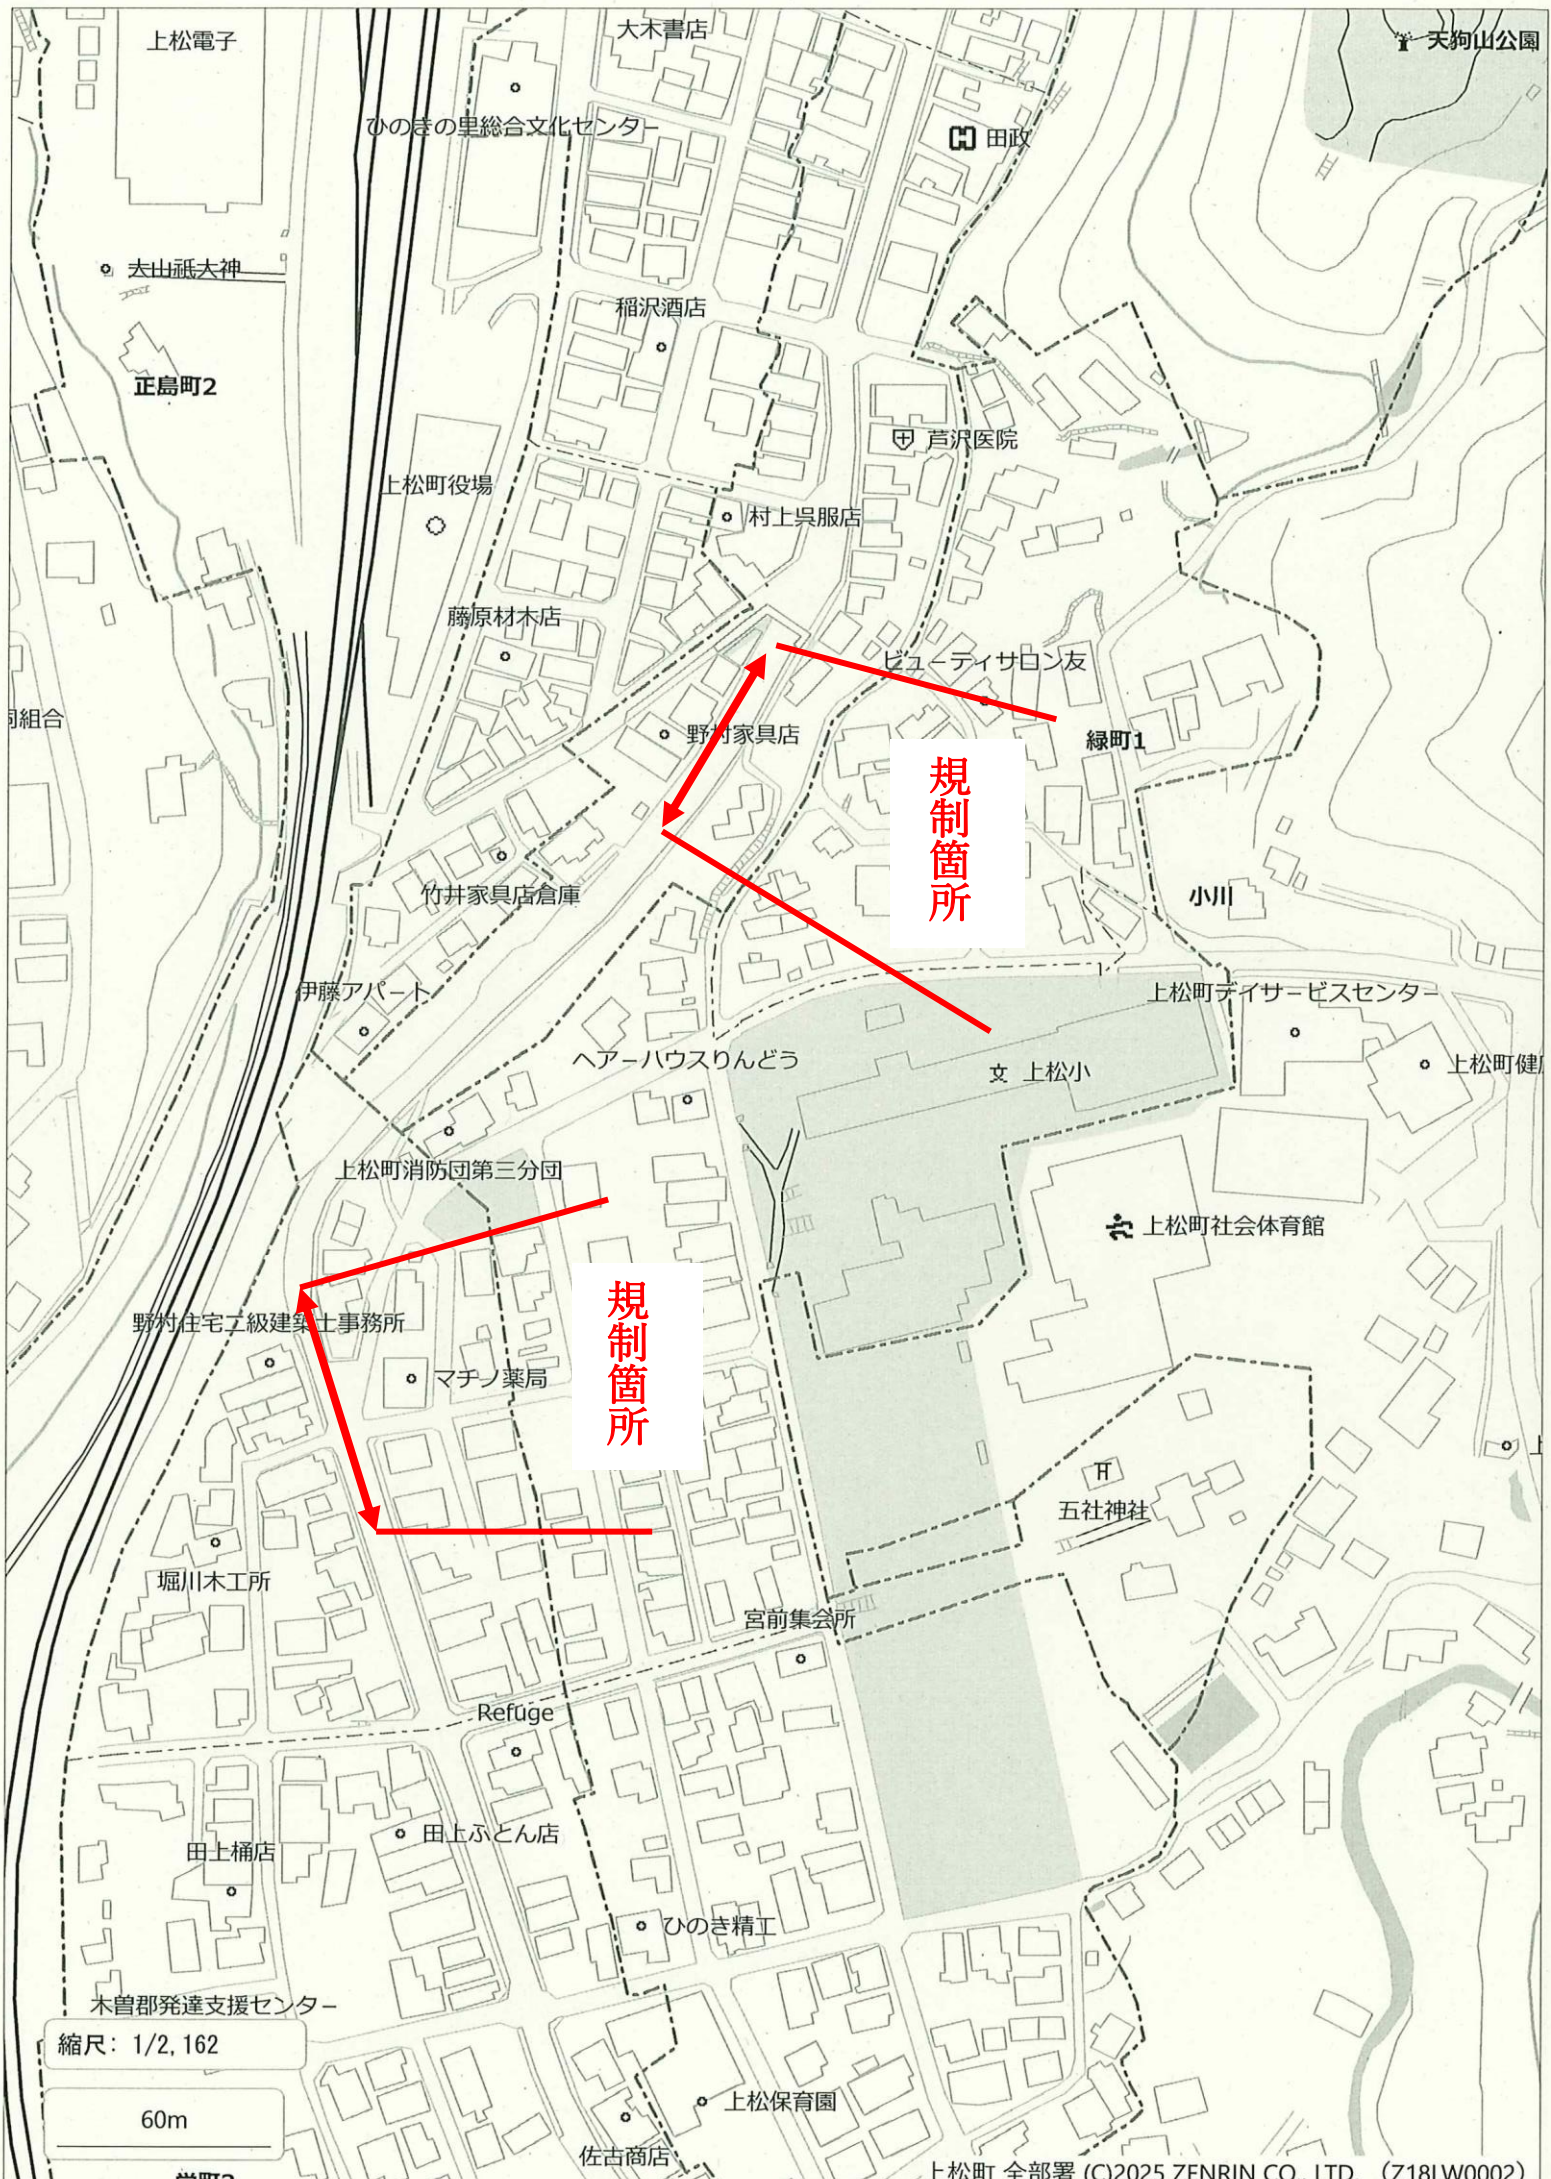 上松電子
大木書店
天狗山公園
ひのきの里総合文化センター
田政
大山祇大神
稲沢酒店
正島町2
芦沢医院
上松町役場
村上呉服店
藤原材木店
ビューティサロン友
同組合
野村家具店
緑町1
規制箇所
竹井家具店倉庫
小川
伊藤アパート
上松町デイサービスセンター
ヘアーハウスりんどう
上松小
上松町健
上松町消防団第三分団
上松町社会体育館
規制箇所
野村住宅二級建築士事務所
マチノ薬局
五社神社
堀川木工所
宮前集会所
Refuge
田上ふとん店
田上桶店
ひのき精工
木曽郡発達支援センター
縮尺: 1/2,162
60m
上松保育園
佐古商店
上松町 全部署 (C)2025 ZENRIN CO., LTD. (Z18LW0002)